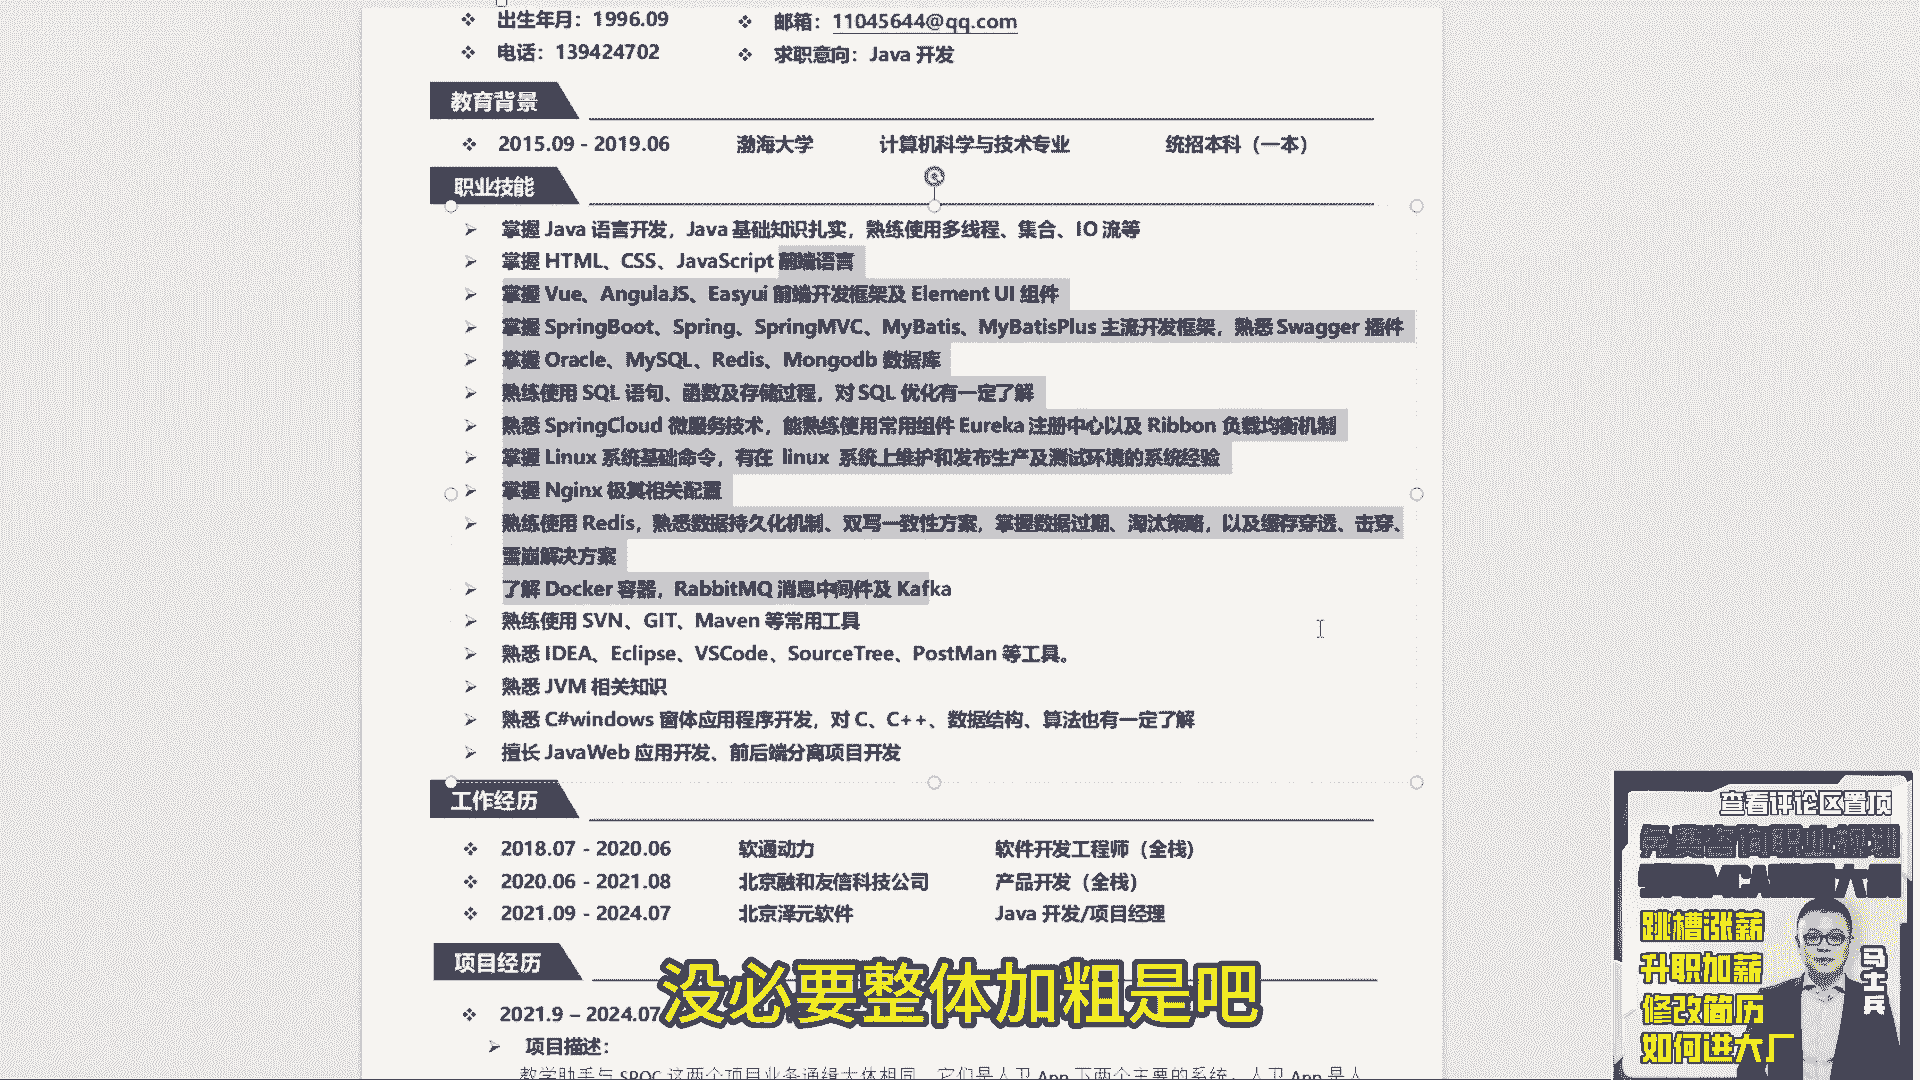 出生年月：1996.09
邮箱：11045644@qq.com
电话：139424702
求职意向：Java 开发
教育背景
2015.09 - 2019.06 渤海大学 计算机科学与技术专业 统招本科（一本）
职业技能
掌握 Java 语言开发，Java 基础知识扎实，熟练使用多线程、集合、IO 流等
掌握 HTML、CSS、JavaScript 前端语言
掌握 Vue、AngulaJS、Easyui 前端开发框架及 Element UI 组件
掌握 SpringBoot、Spring、SpringMVC、MyBatis、MyBatisPlus 主流开发框架，熟悉 Swagger 插件
掌握 Oracle、MySQL、Redis、Mongodb 数据库
熟练使用 SQL 语句、函数及存储过程，对 SQL 优化有一定了解
熟悉 SpringCloud 微服务技术，能熟练使用常用组件 Eureka 注册中心以及 Ribbon 负载均衡机制
掌握 Linux 系统基础命令，有在 linux 系统上维护和发布生产及测试环境的系统经验
掌握 Nginx 极其相关配置
熟练使用 Redis，熟悉数据持久化机制、双写一致性方案，掌握数据过期、淘汰策略，以及缓存穿透、击穿、
雪崩解决方案
了解 Docker 容器，RabbitMQ 消息中间件及 Kafka
熟练使用 SVN、GIT、Maven 等常用工具
熟悉 IDEA、Eclipse、VSCode、SourceTree、PostMan 等工具。
熟悉 JVM 相关知识
熟悉 C#windows 窗体应用程序开发，对 C、C++、数据结构、算法也有一定了解
擅长 JavaWeb 应用开发、前后端分离项目开发
工作经历
2018.07 - 2020.06 软通动力 软件开发工程师（全栈）
2020.06 - 2021.08 北京融和友信科技公司 产品开发（全栈）
2021.09 - 2024.07 北京泽元软件 Java 开发/项目经理
项目经历
2021.9 – 2024.07
项目描述：
没必要整体加粗是吧
查看评论区置顶
免费咨询职业规划
跳槽涨薪
升职加薪
修改简历
如何进大厂
马士兵